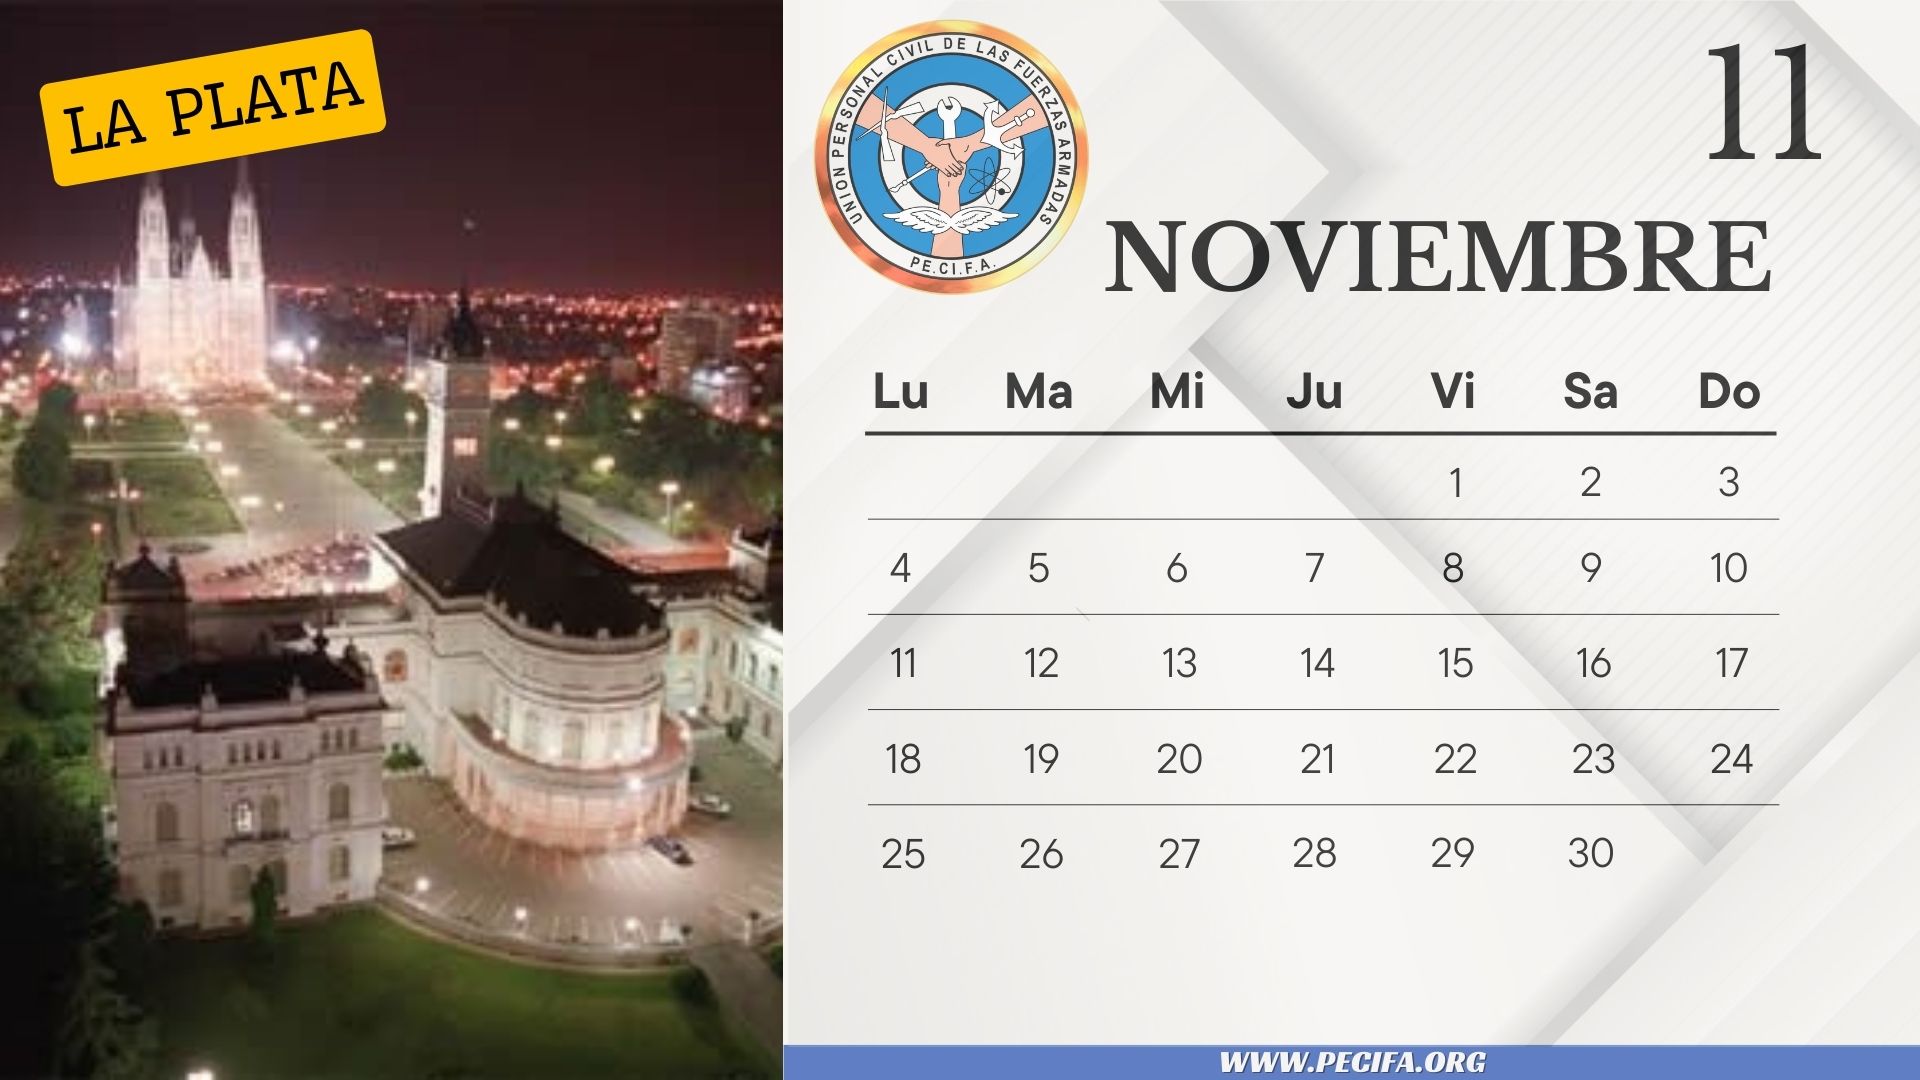 LA PLATA
UNION PERSONAL CIVIL DE LAS FUERZAS ARMADAS
PE.CI.F.A.
11
NOVIEMBRE
Lu Ma Mi Ju Vi Sa Do
1 2 3
4 5 6 7 8 9 10
11 12 13 14 15 16 17
18 19 20 21 22 23 24
25 26 27 28 29 30
WWW.PECIFA.ORG